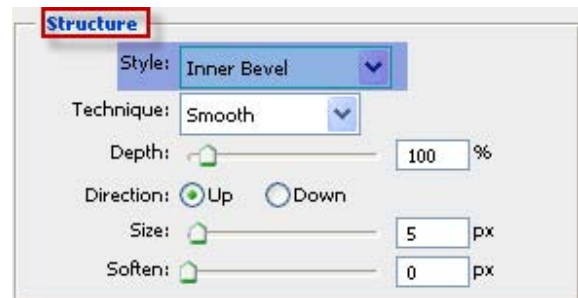 Structure
Style: Inner Bevel
Technique: Smooth
Depth: 100 %
Direction: Up Down
Size: 5 px
Soften: 0 px